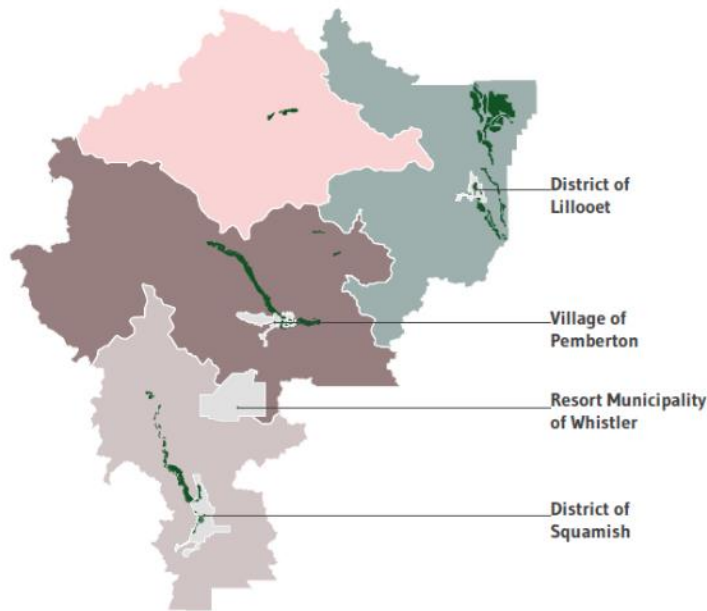 District of
Lillooet
Village of
Pemberton
Resort Municipality
of Whistler
District of
Squamish